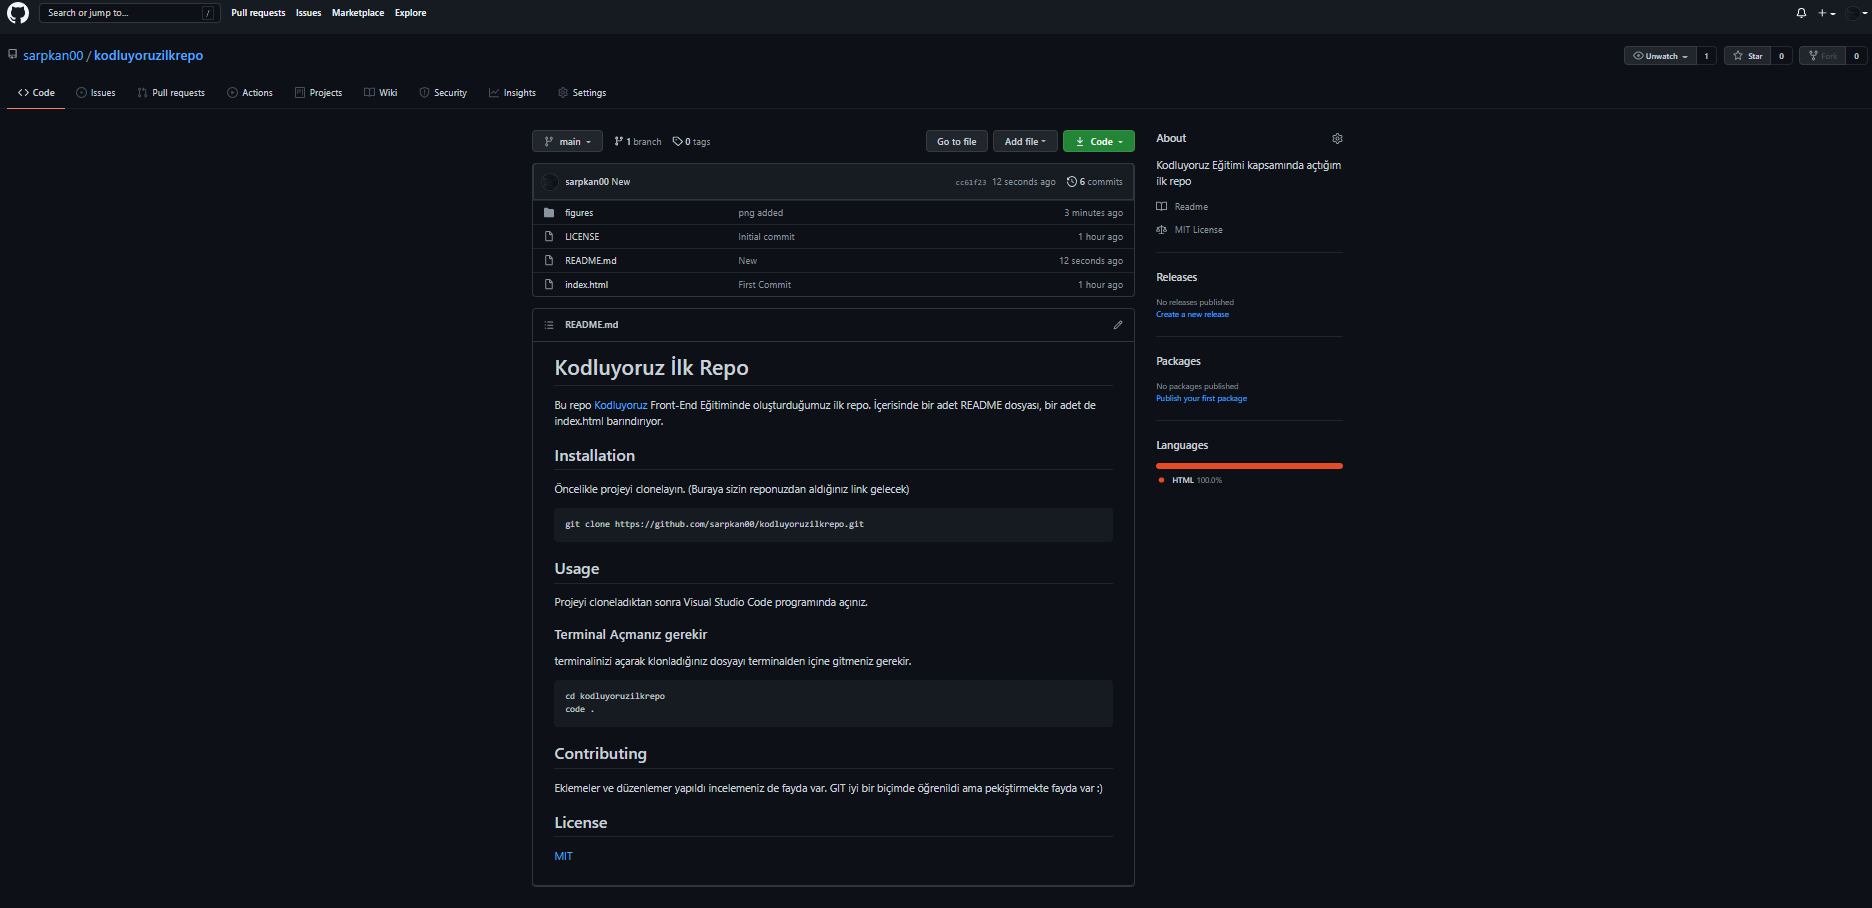 Search or jump to... /
Pull requests Issues Marketplace Explore
sarpkan00 / kodluyoruzilkrepo
Unwatch 1 Star 0 Fork 0
Code Issues Pull requests Actions Projects Wiki Security Insights Settings
main 1 branch 0 tags Go to file Add file Code
sarpkan00 New cc61f23 12 seconds ago 6 commits
figures png added 3 minutes ago
LICENSE Initial commit 1 hour ago
README.md New 12 seconds ago
index.html First Commit 1 hour ago
README.md
Kodluyoruz İlk Repo
Bu repo Kodluyoruz Front-End Eğitiminde oluşturduğumuz ilk repo. İçerisinde bir adet README dosyası, bir adet de
index.html barındırıyor.
Installation
Öncelikle projeyi clonelayın. (Buraya sizin reponuzdan aldığınız link gelecek)
git clone https://github.com/sarpkan00/kodluyoruzilkrepo.git
Usage
Projeyi cloneladıktan sonra Visual Studio Code programında açınız.
Terminal Açmanız gerekir
terminalinizi açarak klonladığınız dosyayı terminalden içine gitmeniz gerekir.
cd kodluyoruzilkrepo
code .
Contributing
Eklemeler ve düzenlemer yapıldı incelemeniz de fayda var. GIT iyi bir biçimde öğrenildi ama pekiştirmekte fayda var :)
License
MIT
About
Kodluyoruz Eğitimi kapsamında açtığım
ilk repo
Readme
MIT License
Releases
No releases published
Create a new release
Packages
No packages published
Publish your first package
Languages
HTML 100.0%